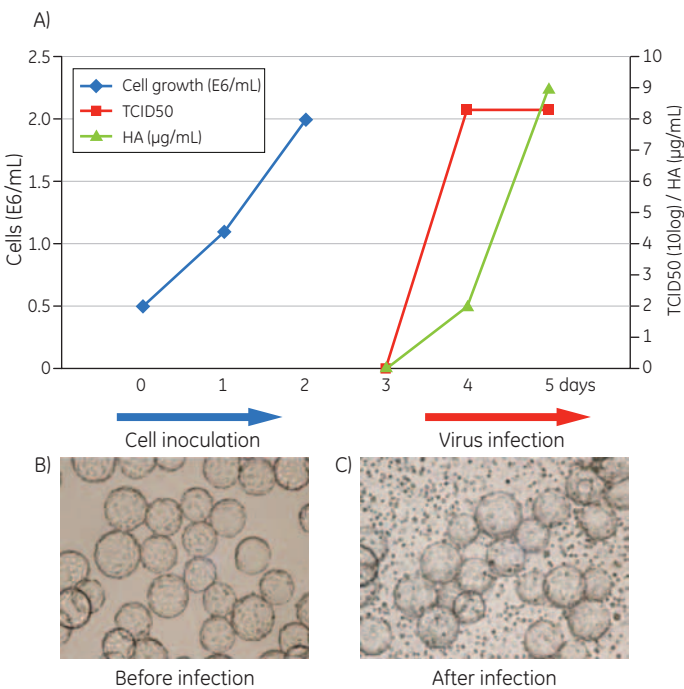 A)
2.5
2.0
1.5
1.0
0.5
0
Cells (E6/mL)
Cell growth (E6/mL)
TCID50
HA (µg/mL)
10
9
8
7
6
5
4
3
2
1
0
TCID50 (10log) / HA (µg/mL)
0 1 2 3 4 5 days
Cell inoculation Virus infection
B) C)
Before infection After infection